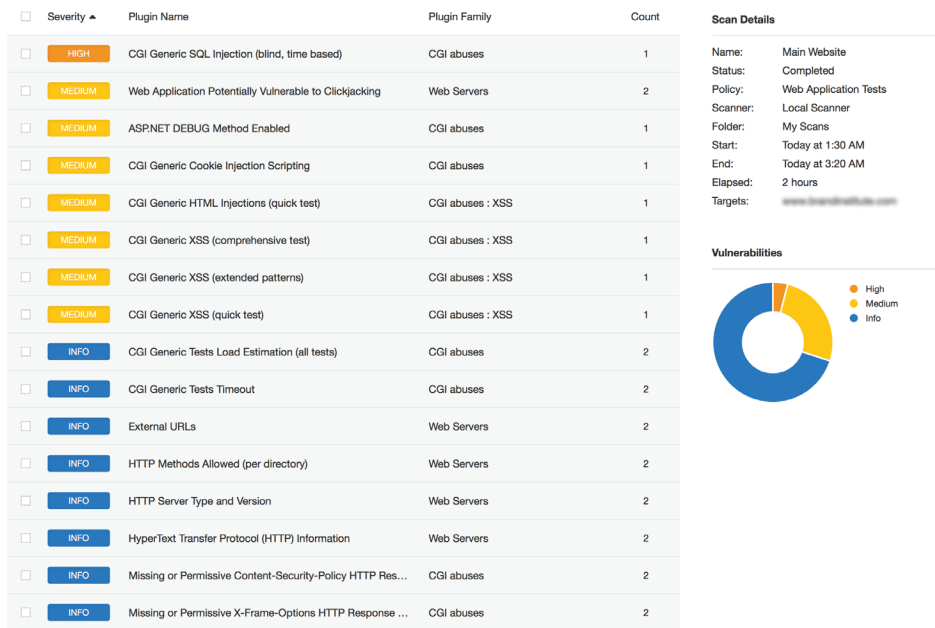 Severity Plugin Name Plugin Family Count
HIGH CGI Generic SQL Injection (blind, time based) CGI abuses 1
MEDIUM Web Application Potentially Vulnerable to Clickjacking Web Servers 2
MEDIUM ASP.NET DEBUG Method Enabled CGI abuses 1
MEDIUM CGI Generic Cookie Injection Scripting CGI abuses 1
MEDIUM CGI Generic HTML Injections (quick test) CGI abuses : XSS 1
MEDIUM CGI Generic XSS (comprehensive test) CGI abuses : XSS 1
MEDIUM CGI Generic XSS (extended patterns) CGI abuses : XSS 1
MEDIUM CGI Generic XSS (quick test) CGI abuses : XSS 1
INFO CGI Generic Tests Load Estimation (all tests) CGI abuses 2
INFO CGI Generic Tests Timeout CGI abuses 2
INFO External URLs Web Servers 2
INFO HTTP Methods Allowed (per directory) Web Servers 2
INFO HTTP Server Type and Version Web Servers 2
INFO HyperText Transfer Protocol (HTTP) Information Web Servers 2
INFO Missing or Permissive Content-Security-Policy HTTP Res... CGI abuses 2
INFO Missing or Permissive X-Frame-Options HTTP Response ... CGI abuses 2
Scan Details
Name: Main Website
Status: Completed
Policy: Web Application Tests
Scanner: Local Scanner
Folder: My Scans
Start: Today at 1:30 AM
End: Today at 3:20 AM
Elapsed: 2 hours
Targets:
Vulnerabilities
High
Medium
Info